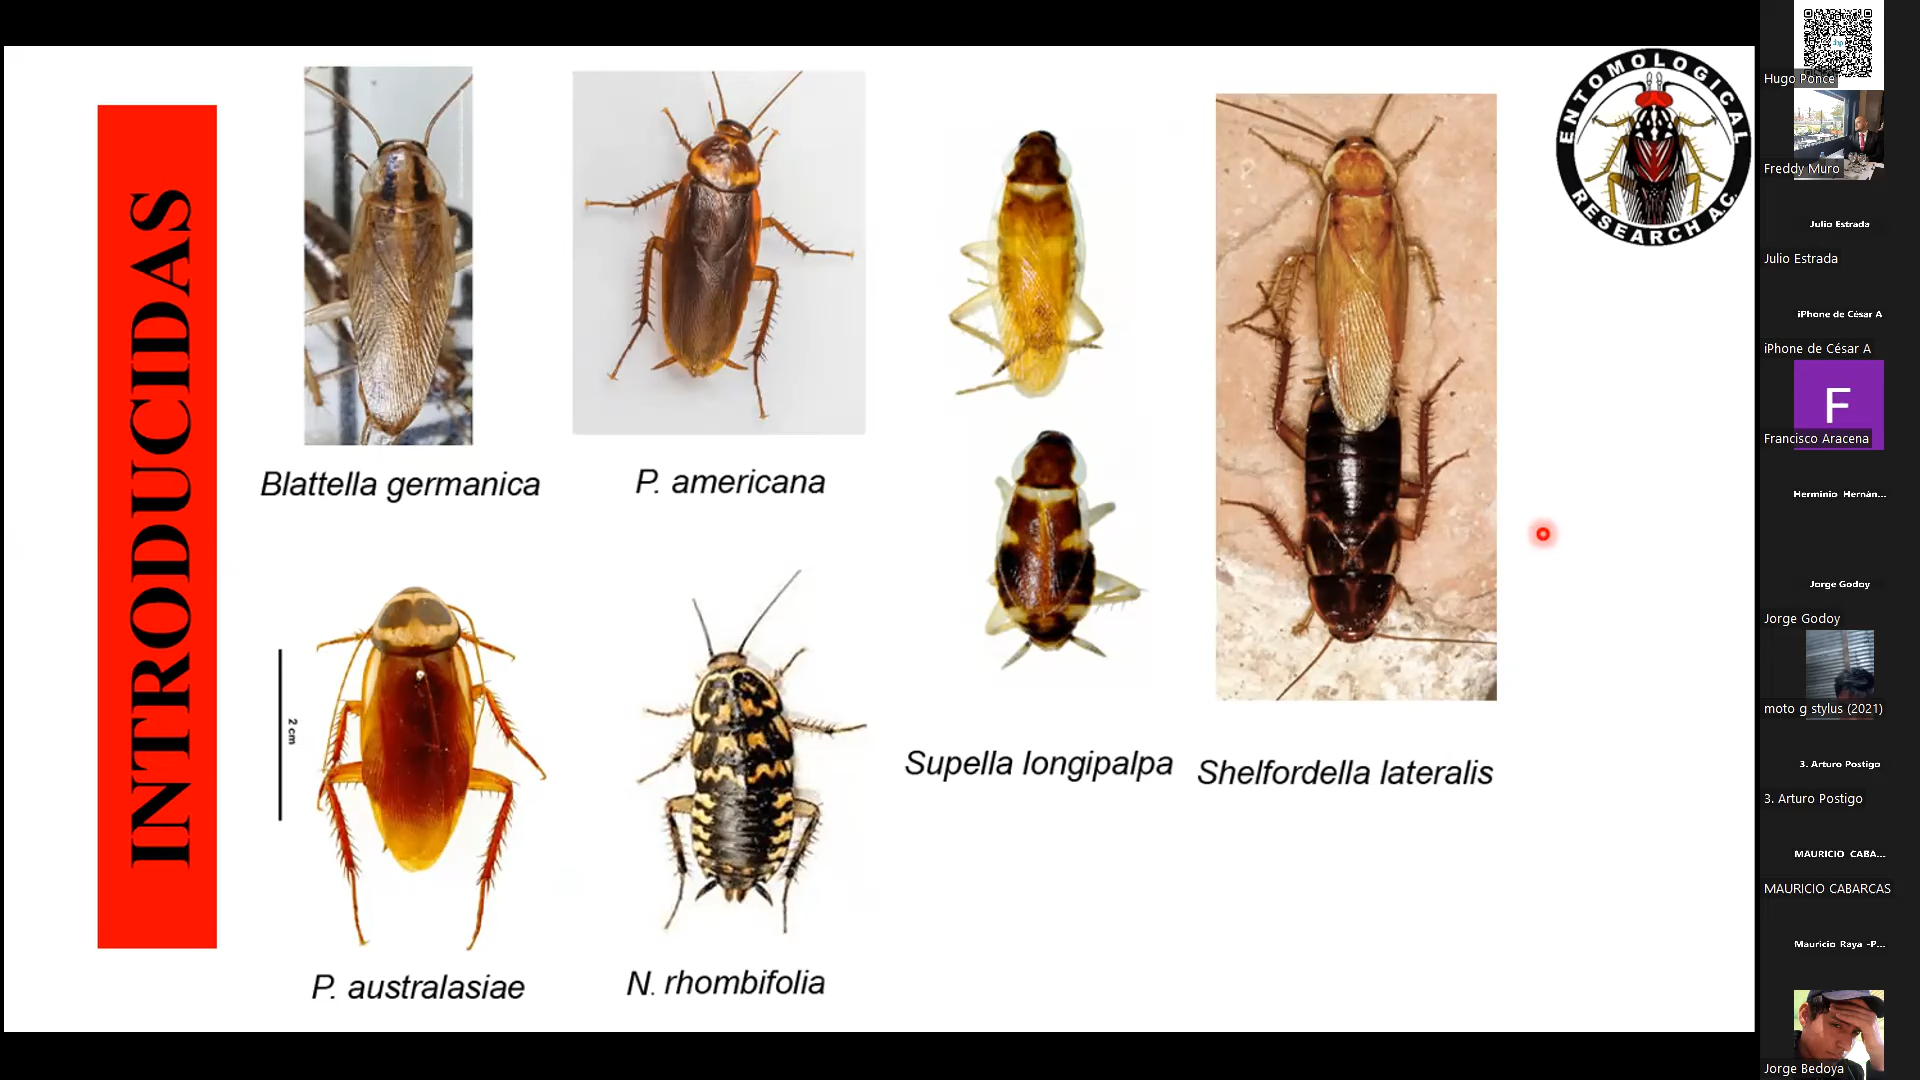 INTRODUCIDAS
Blattella germanica
P. americana
2 cm
P. australasiae
N. rhombifolia
Supella longipalpa
Shelfordella lateralis
ENTOMOLOGICAL
RESEARCH A.C.
Hugo Ponce
Freddy Muro
Julio Estrada
Julio Estrada
iPhone de César A
iPhone de César A
F
Francisco Aracena
Herminio Hernán...
Jorge Godoy
Jorge Godoy
moto g stylus (2021)
3. Arturo Postigo
3. Arturo Postigo
MAURICIO CABA...
MAURICIO CABARCAS
Mauricio Raya -P...
Jorge Bedoya